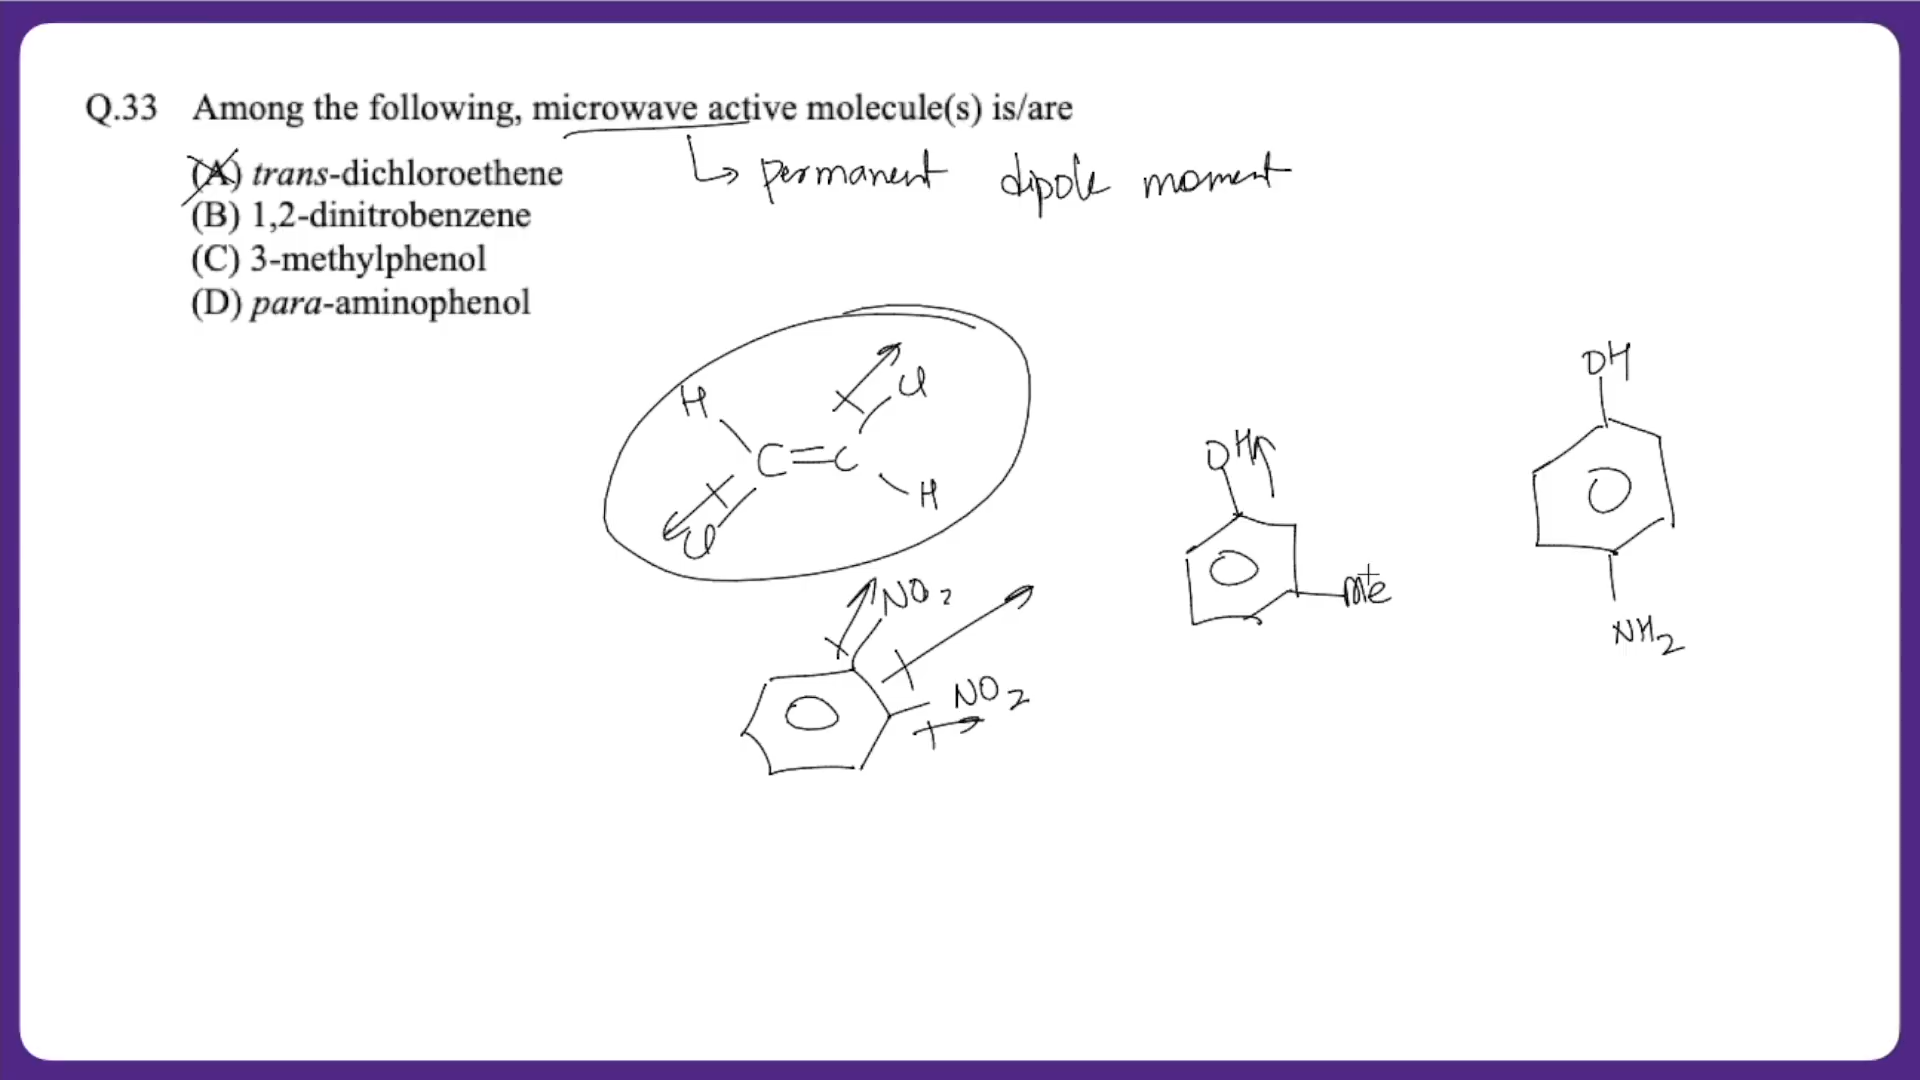 Q.33 Among the following, microwave active molecule(s) is/are
(A) trans-dichloroethene
↳ permanent dipole moment
(B) 1,2-dinitrobenzene
(C) 3-methylphenol
(D) para-aminophenol
H Cl
C=C
Cl H
NO2
NO2
OH
Me
OH
NH2